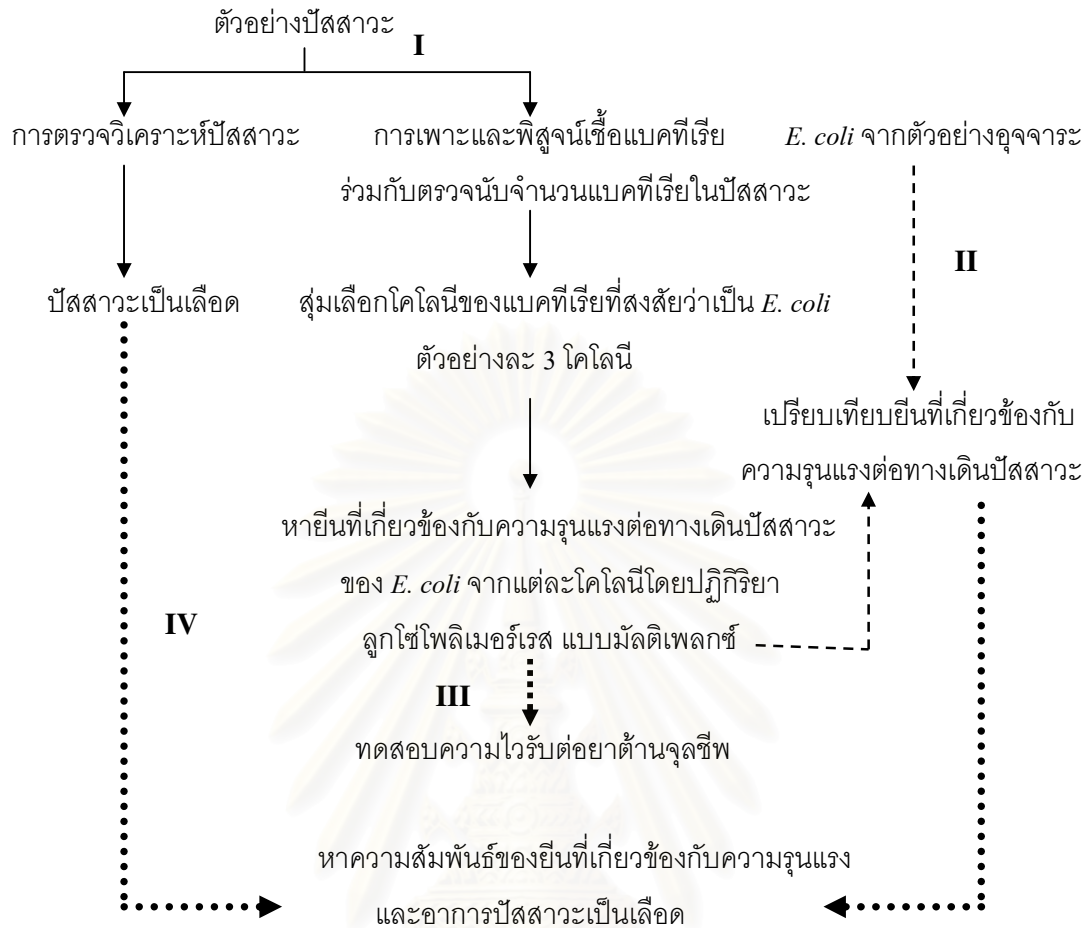 ตัวอย่างปัสสาวะ
I
การตรวจวิเคราะห์ปัสสาวะ
การเพาะและพิสูจน์เชื้อแบคทีเรีย
ร่วมกับตรวจนับจำนวนแบคทีเรียในปัสสาวะ
E. coli จากตัวอย่างอุจจาระ
II
ปัสสาวะเป็นเลือด
สุ่มเลือกโคโลนีของแบคทีเรียที่สงสัยว่าเป็น E. coli
ตัวอย่างละ 3 โคโลนี
เปรียบเทียบยีนที่เกี่ยวข้องกับ
ความรุนแรงต่อทางเดินปัสสาวะ
หายีนที่เกี่ยวข้องกับความรุนแรงต่อทางเดินปัสสาวะ
ของ E. coli จากแต่ละโคโลนีโดยปฏิกิริยา
ลูกโซ่โพลิเมอร์เรส แบบมัลติเพลกซ์
IV
III
ทดสอบความไวรับต่อยาต้านจุลชีพ
หาความสัมพันธ์ของยีนที่เกี่ยวข้องกับความรุนแรง
และอาการปัสสาวะเป็นเลือด